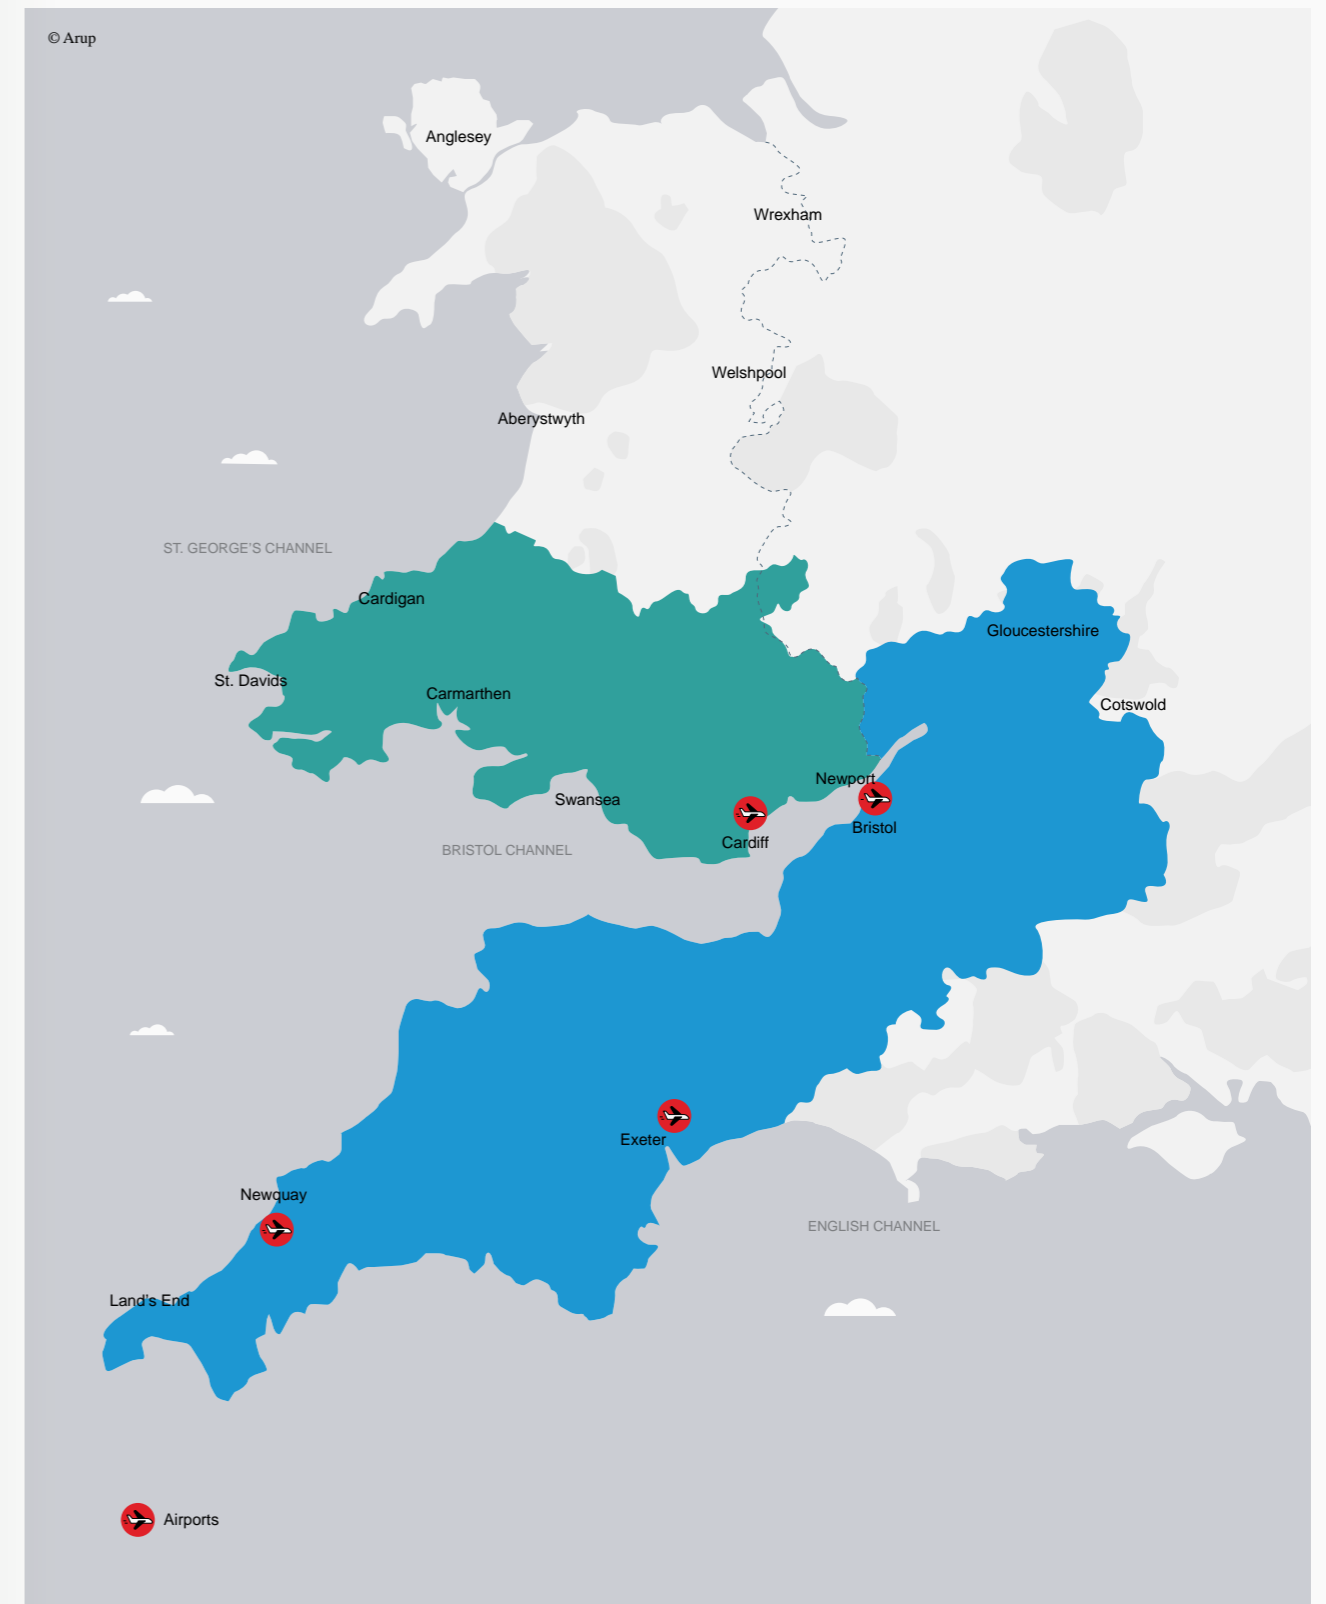 © Arup
Anglesey
Wrexham
Welshpool
Aberystwyth
ST. GEORGE'S CHANNEL
Cardigan
Gloucestershire
St. Davids
Carmarthen
Cotswold
Newport
Swansea
Bristol
Cardiff
BRISTOL CHANNEL
Exeter
Newquay
ENGLISH CHANNEL
Land's End
Airports